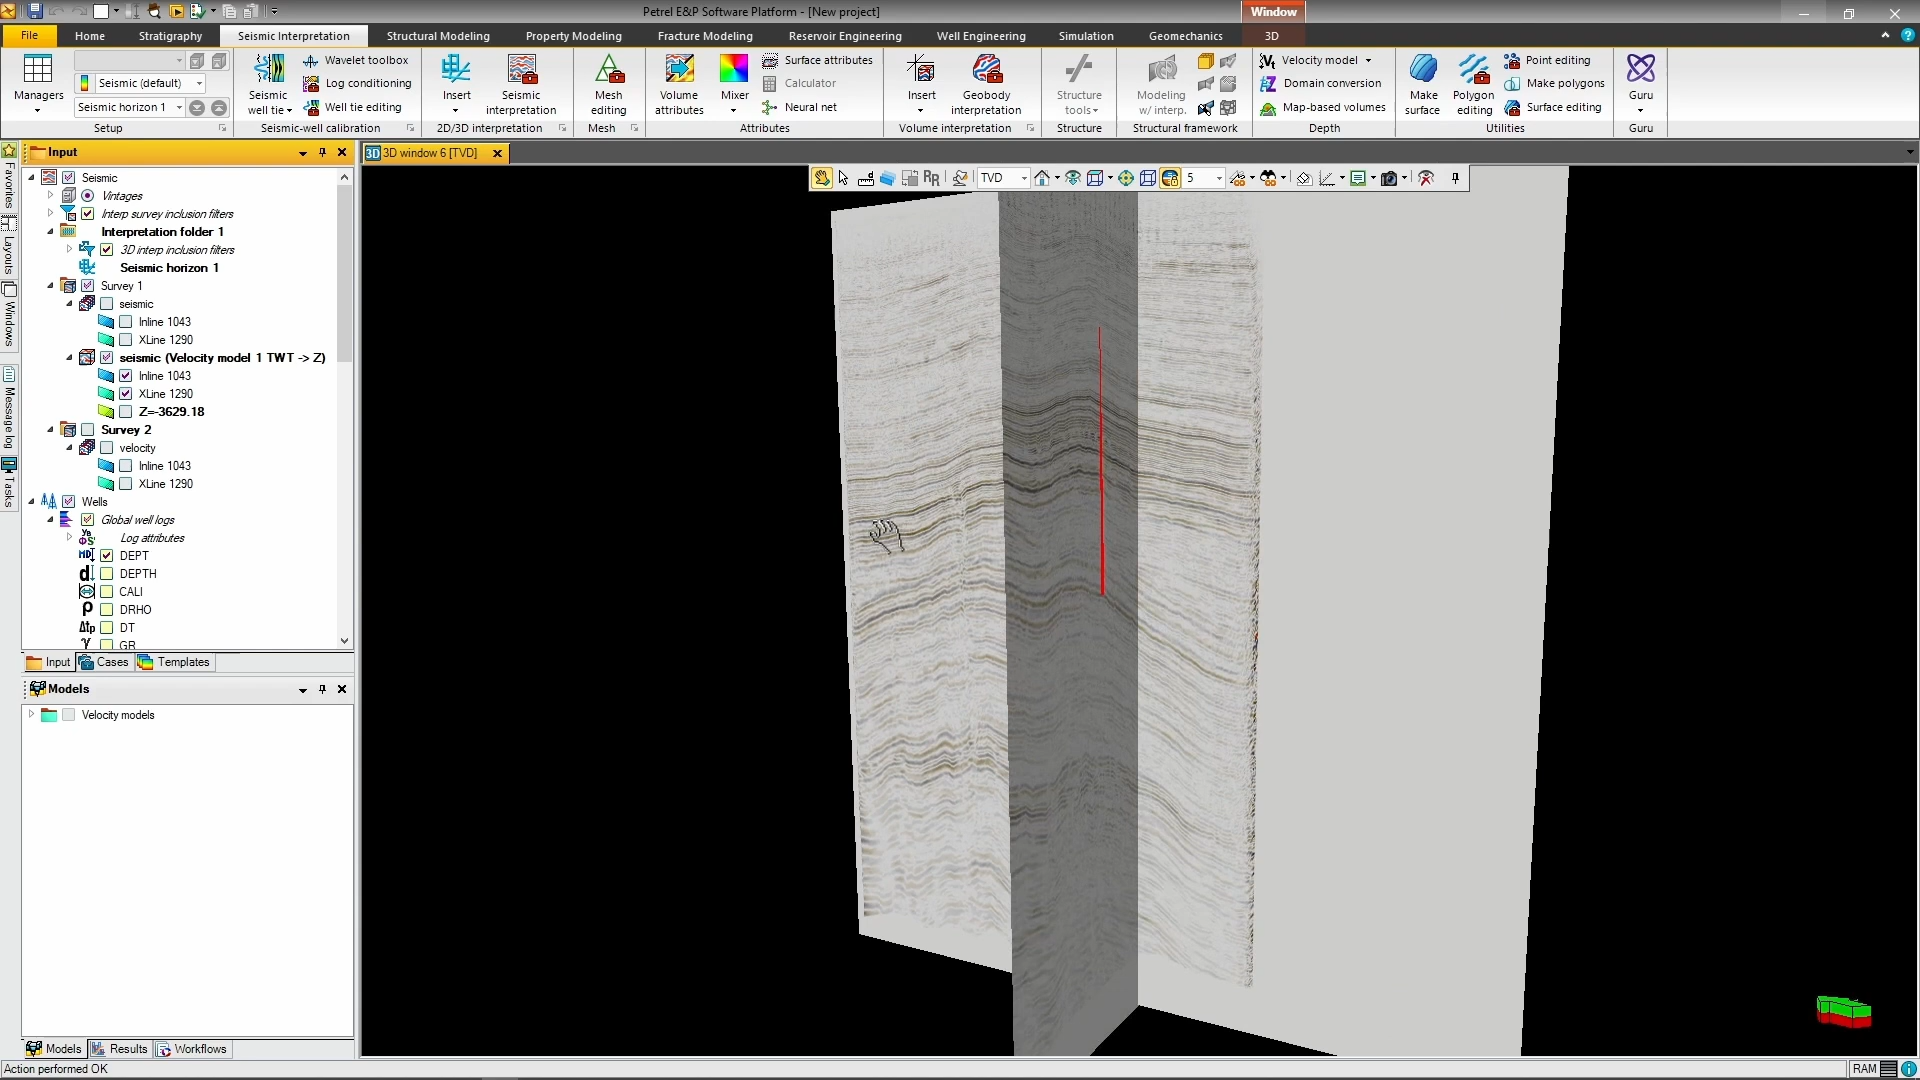 Petrel E&P Software Platform - [New project]
Window
File
Home
Stratigraphy
Seismic Interpretation
Structural Modeling
Property Modeling
Fracture Modeling
Reservoir Engineering
Well Engineering
Simulation
Geomechanics
3D
Managers
Seismic (default)
Seismic horizon 1
Setup
Seismic
well tie
Wavelet toolbox
Log conditioning
Well tie editing
Seismic-well calibration
Insert
Seismic
interpretation
2D/3D interpretation
Mesh
editing
Mesh
Volume
attributes
Mixer
Surface attributes
Calculator
Neural net
Attributes
Insert
Geobody
interpretation
Volume interpretation
Structure
tools
Structure
Modeling
w/ interp.
Structural framework
Velocity model
Domain conversion
Map-based volumes
Depth
Make
surface
Polygon
editing
Point editing
Make polygons
Surface editing
Utilities
Guru
Guru
Favorites
Layouts
Windows
Message log
Tasks
Input
Seismic
Vintages
Interp survey inclusion filters
Interpretation folder 1
3D interp inclusion filters
Seismic horizon 1
Survey 1
seismic
Inline 1043
XLine 1290
seismic (Velocity model 1 TWT -> Z)
Inline 1043
XLine 1290
Z=-3629.18
Survey 2
velocity
Inline 1043
XLine 1290
Wells
Global well logs
Log attributes
DEPT
DEPTH
CALI
DRHO
DT
GR
Input
Cases
Templates
Models
Velocity models
Models
Results
Workflows
3D window 6 [TVD]
TVD
5
Action performed OK
RAM